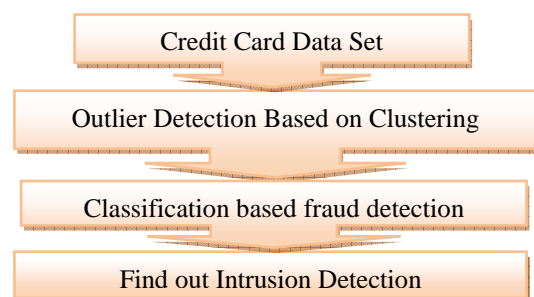 Credit Card Data Set
Outlier Detection Based on Clustering
Classification based fraud detection
Find out Intrusion Detection